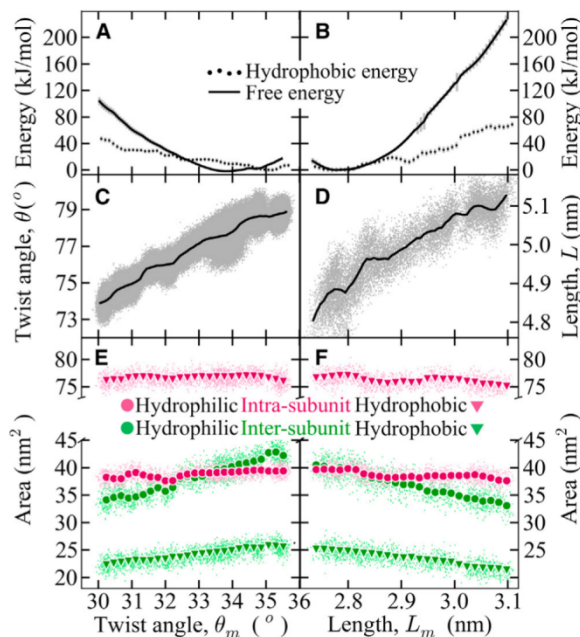 A
B
200
160
120
80
40
0
Energy (kJ/mol)
Hydrophobic energy
Free energy
200
160
120
80
40
0
Energy (kJ/mol)
C
D
79
77
75
73
Twist angle, θ(°)
5.1
5.0
4.9
4.8
Length, L (nm)
E
F
80
75
80
75
Hydrophilic Intra-subunit Hydrophobic
Hydrophilic Inter-subunit Hydrophobic
45
40
35
30
25
20
Area (nm²)
45
40
35
30
25
20
Area (nm²)
30 31 32 33 34 35 36 2.8 2.9 3.0 3.1
Twist angle, θm (°) Length, Lm (nm)